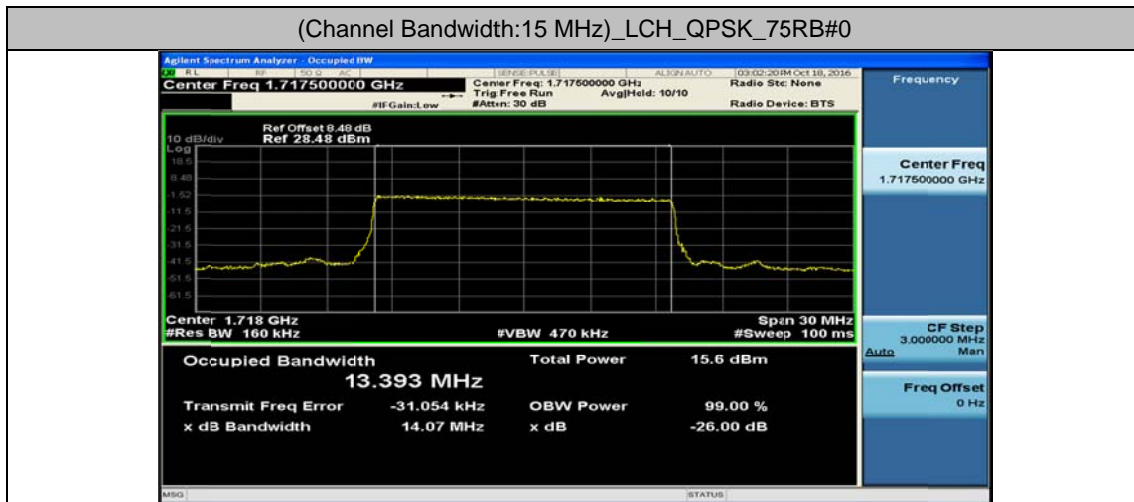 (Channel Bandwidth:15 MHz)_LCH_QPSK_75RB#0
Agilent Spectrum Analyzer - Occupied BW
RL RF 50 Ω AC SENSE:PULSE ALIGN AUTO 03:02:20 PM Oct 18, 2016
Center Freq 1.717500000 GHz
Center Freq: 1.717500000 GHz
Radio Std: None
Trig: Free Run Avg|Hold: 10/10
#IFGain:Low #Atten: 30 dB Radio Device: BTS
Ref Offset 8.48 dB
10 dB/div Ref 28.48 dBm
Log
18.5
8.48
-1.52
-11.5
-21.5
-31.5
-41.5
-51.5
-61.5
Center 1.718 GHz Span 30 MHz
#Res BW 160 kHz #VBW 470 kHz #Sweep 100 ms
Occupied Bandwidth Total Power 15.6 dBm
13.393 MHz
Transmit Freq Error -31.054 kHz OBW Power 99.00 %
x dB Bandwidth 14.07 MHz x dB -26.00 dB
Frequency
Center Freq
1.717500000 GHz
CF Step
3.000000 MHz
Auto Man
Freq Offset
0 Hz
MSG STATUS